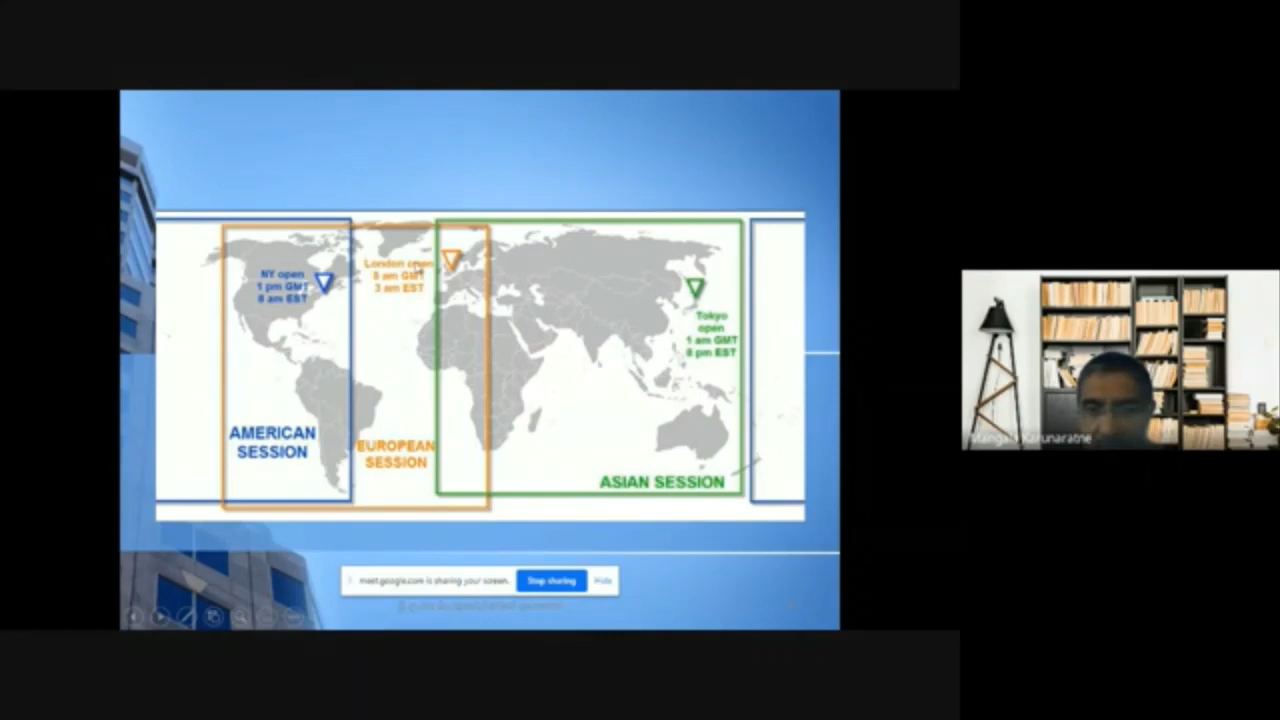 NY open
1 pm GMT
8 am EST
London open
8 am GMT
3 am EST
Tokyo
open
1 am GMT
8 pm EST
AMERICAN
SESSION
EUROPEAN
SESSION
ASIAN SESSION
meet.google.com is sharing your screen. Stop sharing Hide
Mangala Karunaratne